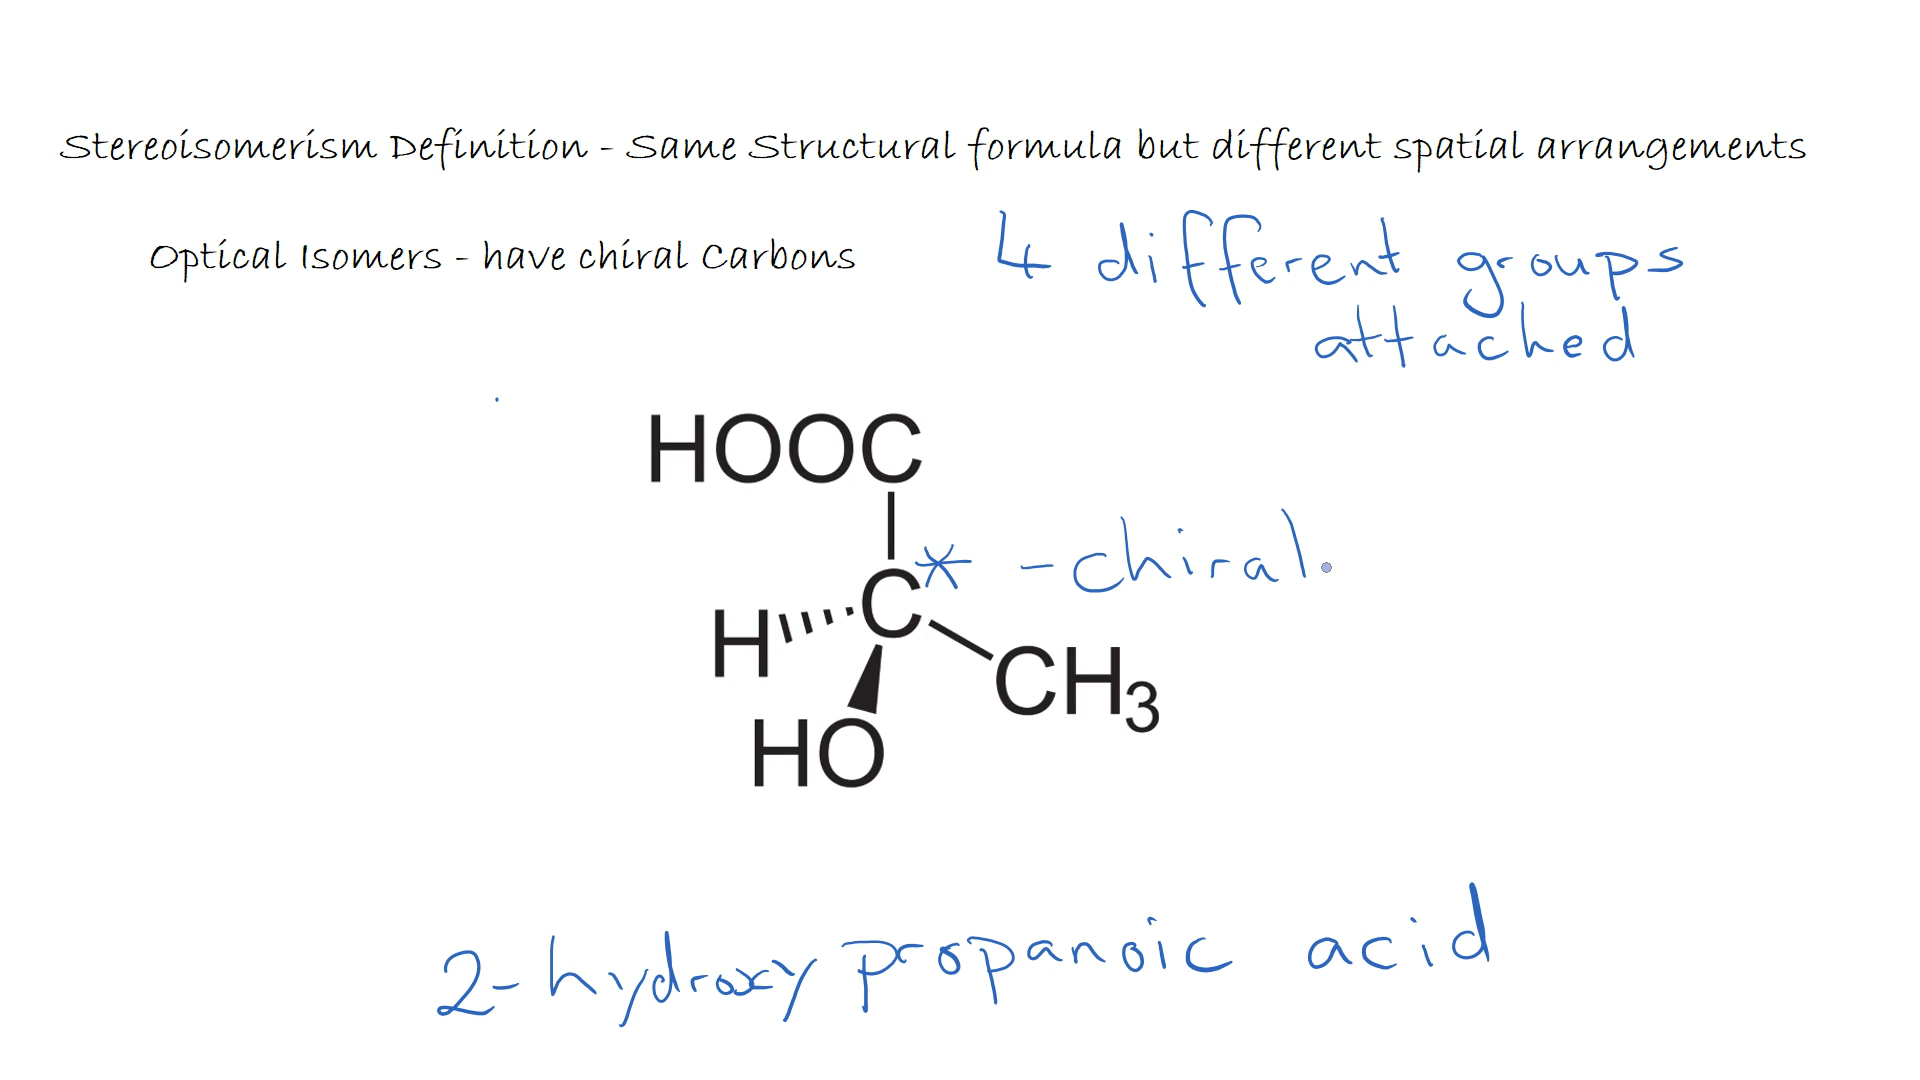 Stereoisomerism Definition - Same Structural formula but different spatial arrangements
Optical Isomers - have chiral Carbons
4 different groups
attached
HOOC
C* - chiral.
H
CH3
HO
2-hydroxy propanoic acid